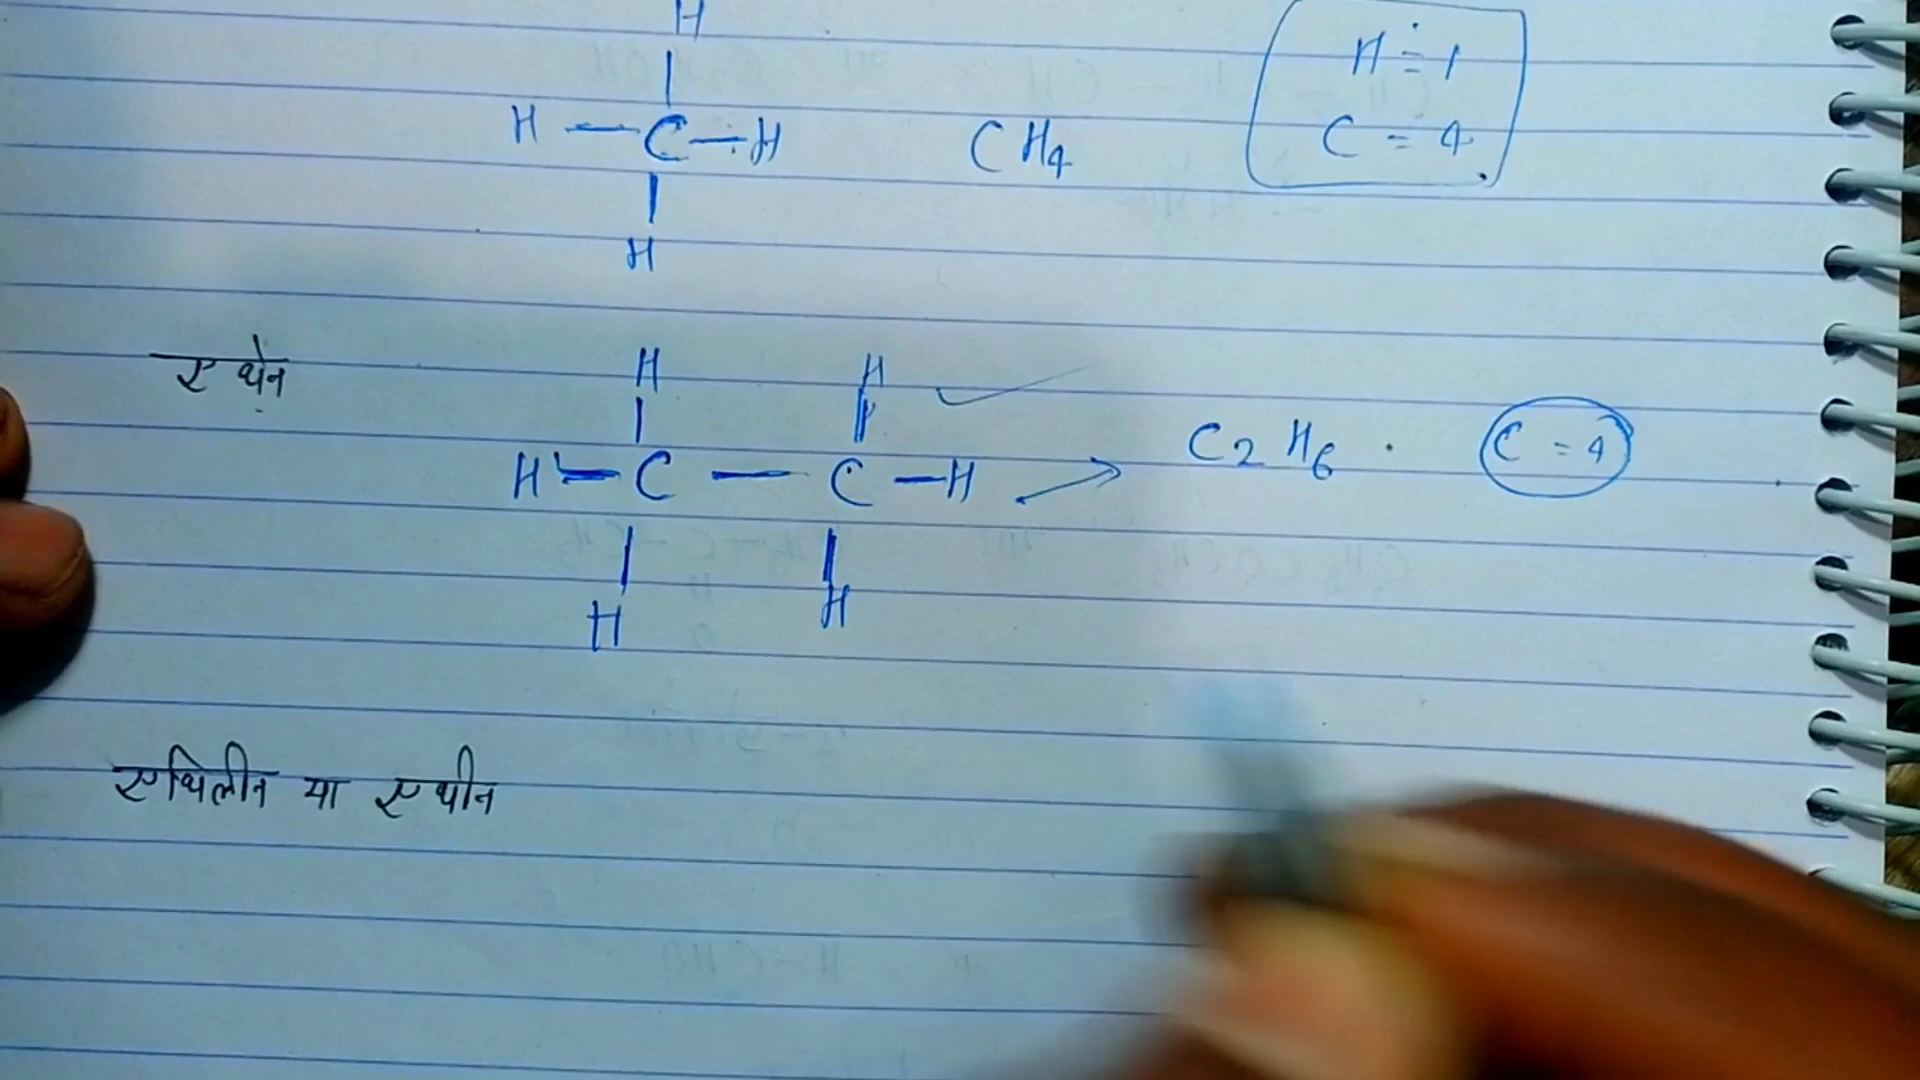 H
|
H — C — H CH4
|
H
H = 1
C = 4
एथेन
H H
| |
H — C — C — H → C2H6 . C = 4
| |
H H
एथिलीन या एथीन